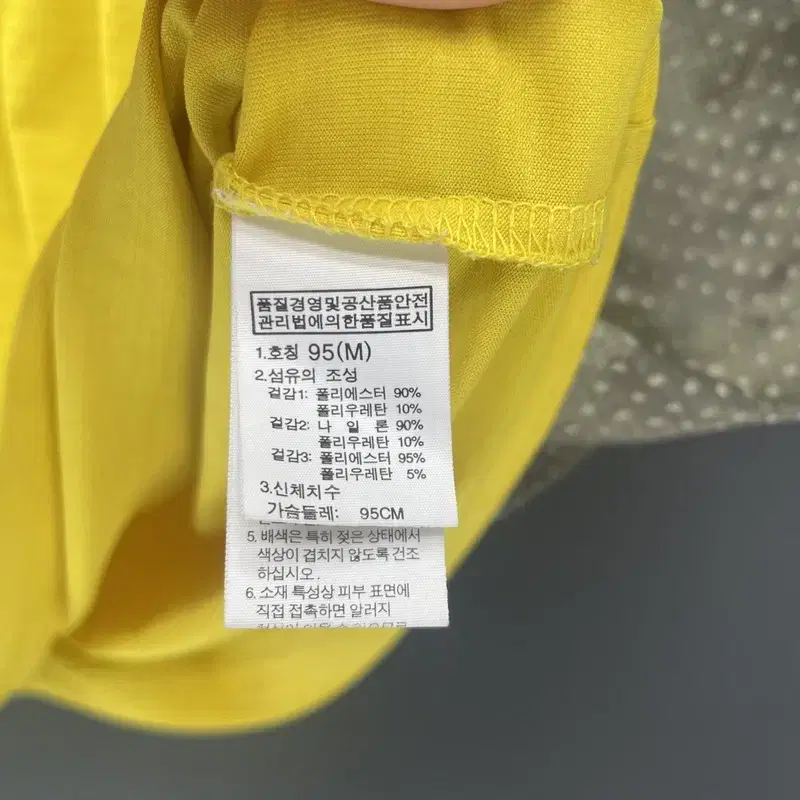 품질경영및공산품안전
관리법에의한품질표시
1.호칭 95(M)
2.섬유의 조성
겉감1: 폴리에스터 90%
폴리우레탄 10%
겉감2: 나 일 론 90%
폴리우레탄 10%
겉감3: 폴리에스터 95%
폴리우레탄 5%
3.신체치수
가슴둘레: 95CM
5. 배색은 특히 젖은 상태에서
색상이 겹치지 않도록 건조
하십시오.
6. 소재 특성상 피부 표면에
직접 접촉하면 알러지